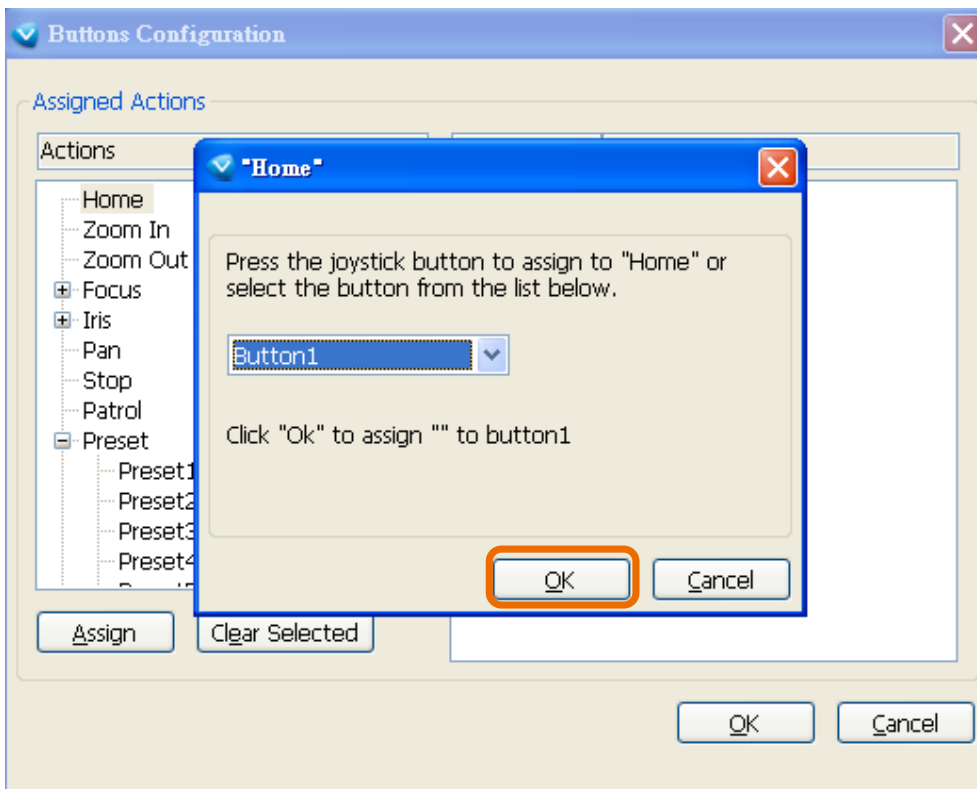 Buttons Configuration
Assigned Actions
Actions
Home
Zoom In
Zoom Out
Focus
Iris
Pan
Stop
Patrol
Preset
Preset1
Preset2
Preset3
Preset4
"Home"
Press the joystick button to assign to "Home" or
select the button from the list below.
Button1
Click "Ok" to assign "" to button1
OK Cancel
Assign Clear Selected
OK Cancel